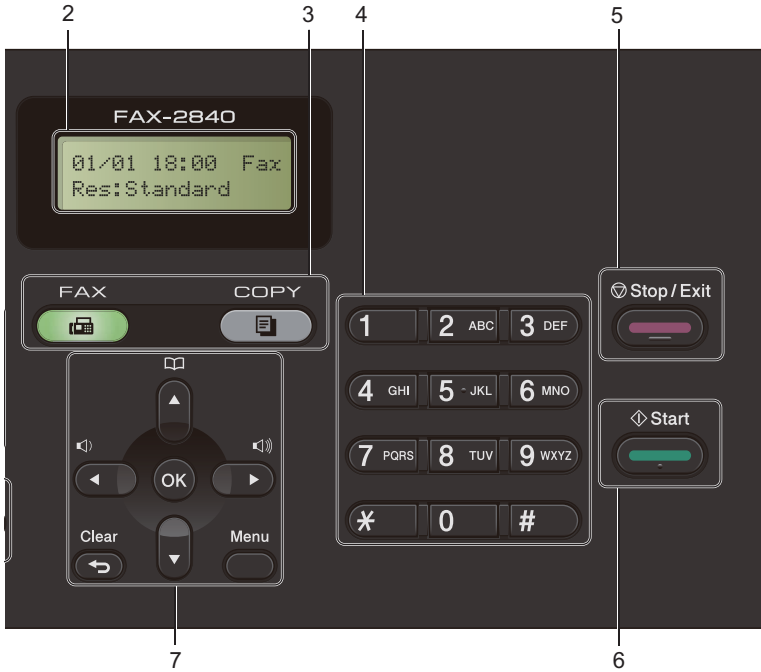 2 3 4 5
FAX-2840
01/01 18:00 Fax
Res:Standard
FAX COPY
Stop/Exit
1 2 ABC 3 DEF
4 GHI 5 JKL 6 MNO
Start
7 PQRS 8 TUV 9 WXYZ
* 0 #
OK
Clear Menu
7 6